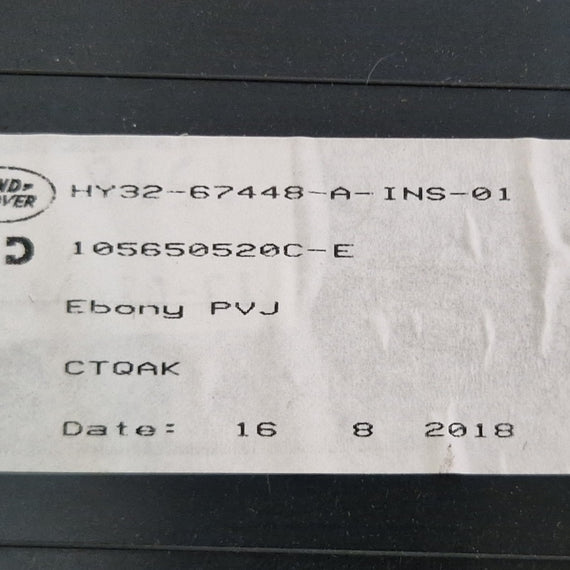 HY32-67448-A-INS-01
105650520C-E
Ebony PVJ
CTQAK
Date: 16 8 2018